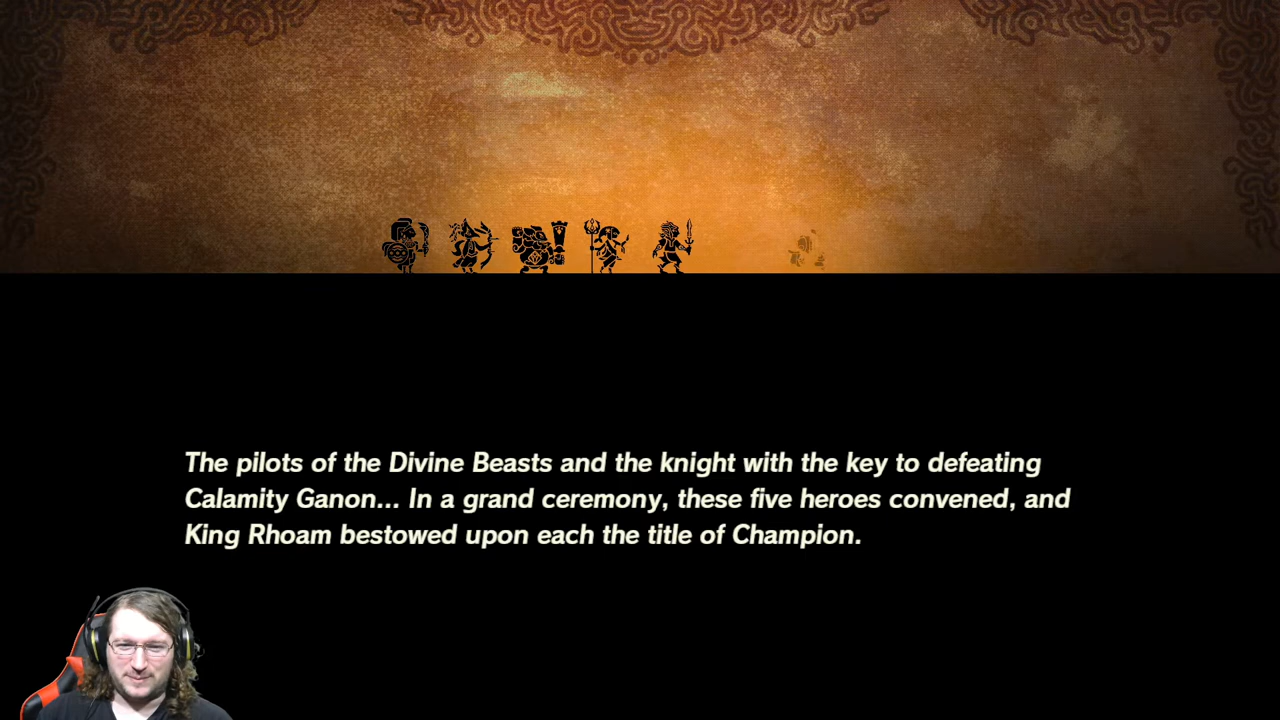 The pilots of the Divine Beasts and the knight with the key to defeating
Calamity Ganon... In a grand ceremony, these five heroes convened, and
King Rhoam bestowed upon each the title of Champion.